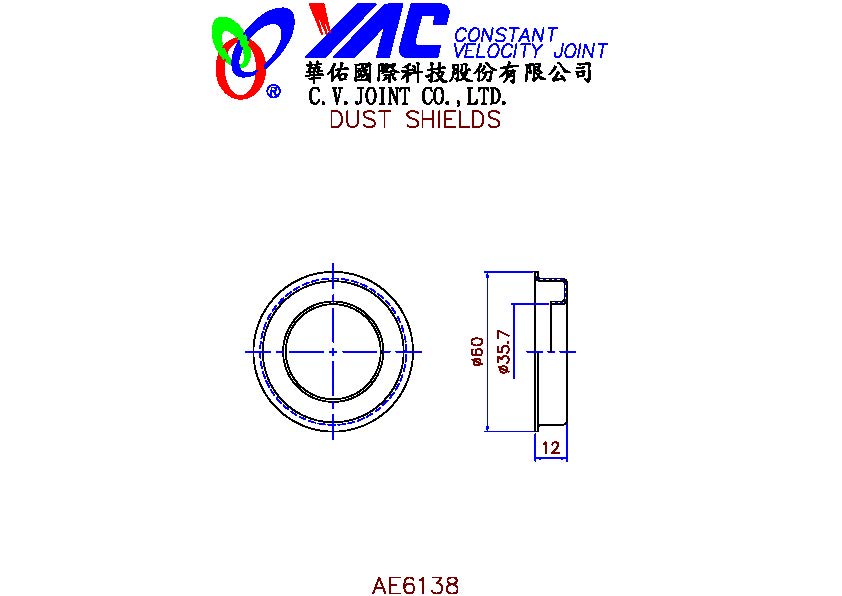 YAC CONSTANT
VELOCITY JOINT
®
華佑國際科技股份有限公司
C.V.JOINT CO.,LTD.
DUST SHIELDS
ø60
ø35.7
12
AE6138